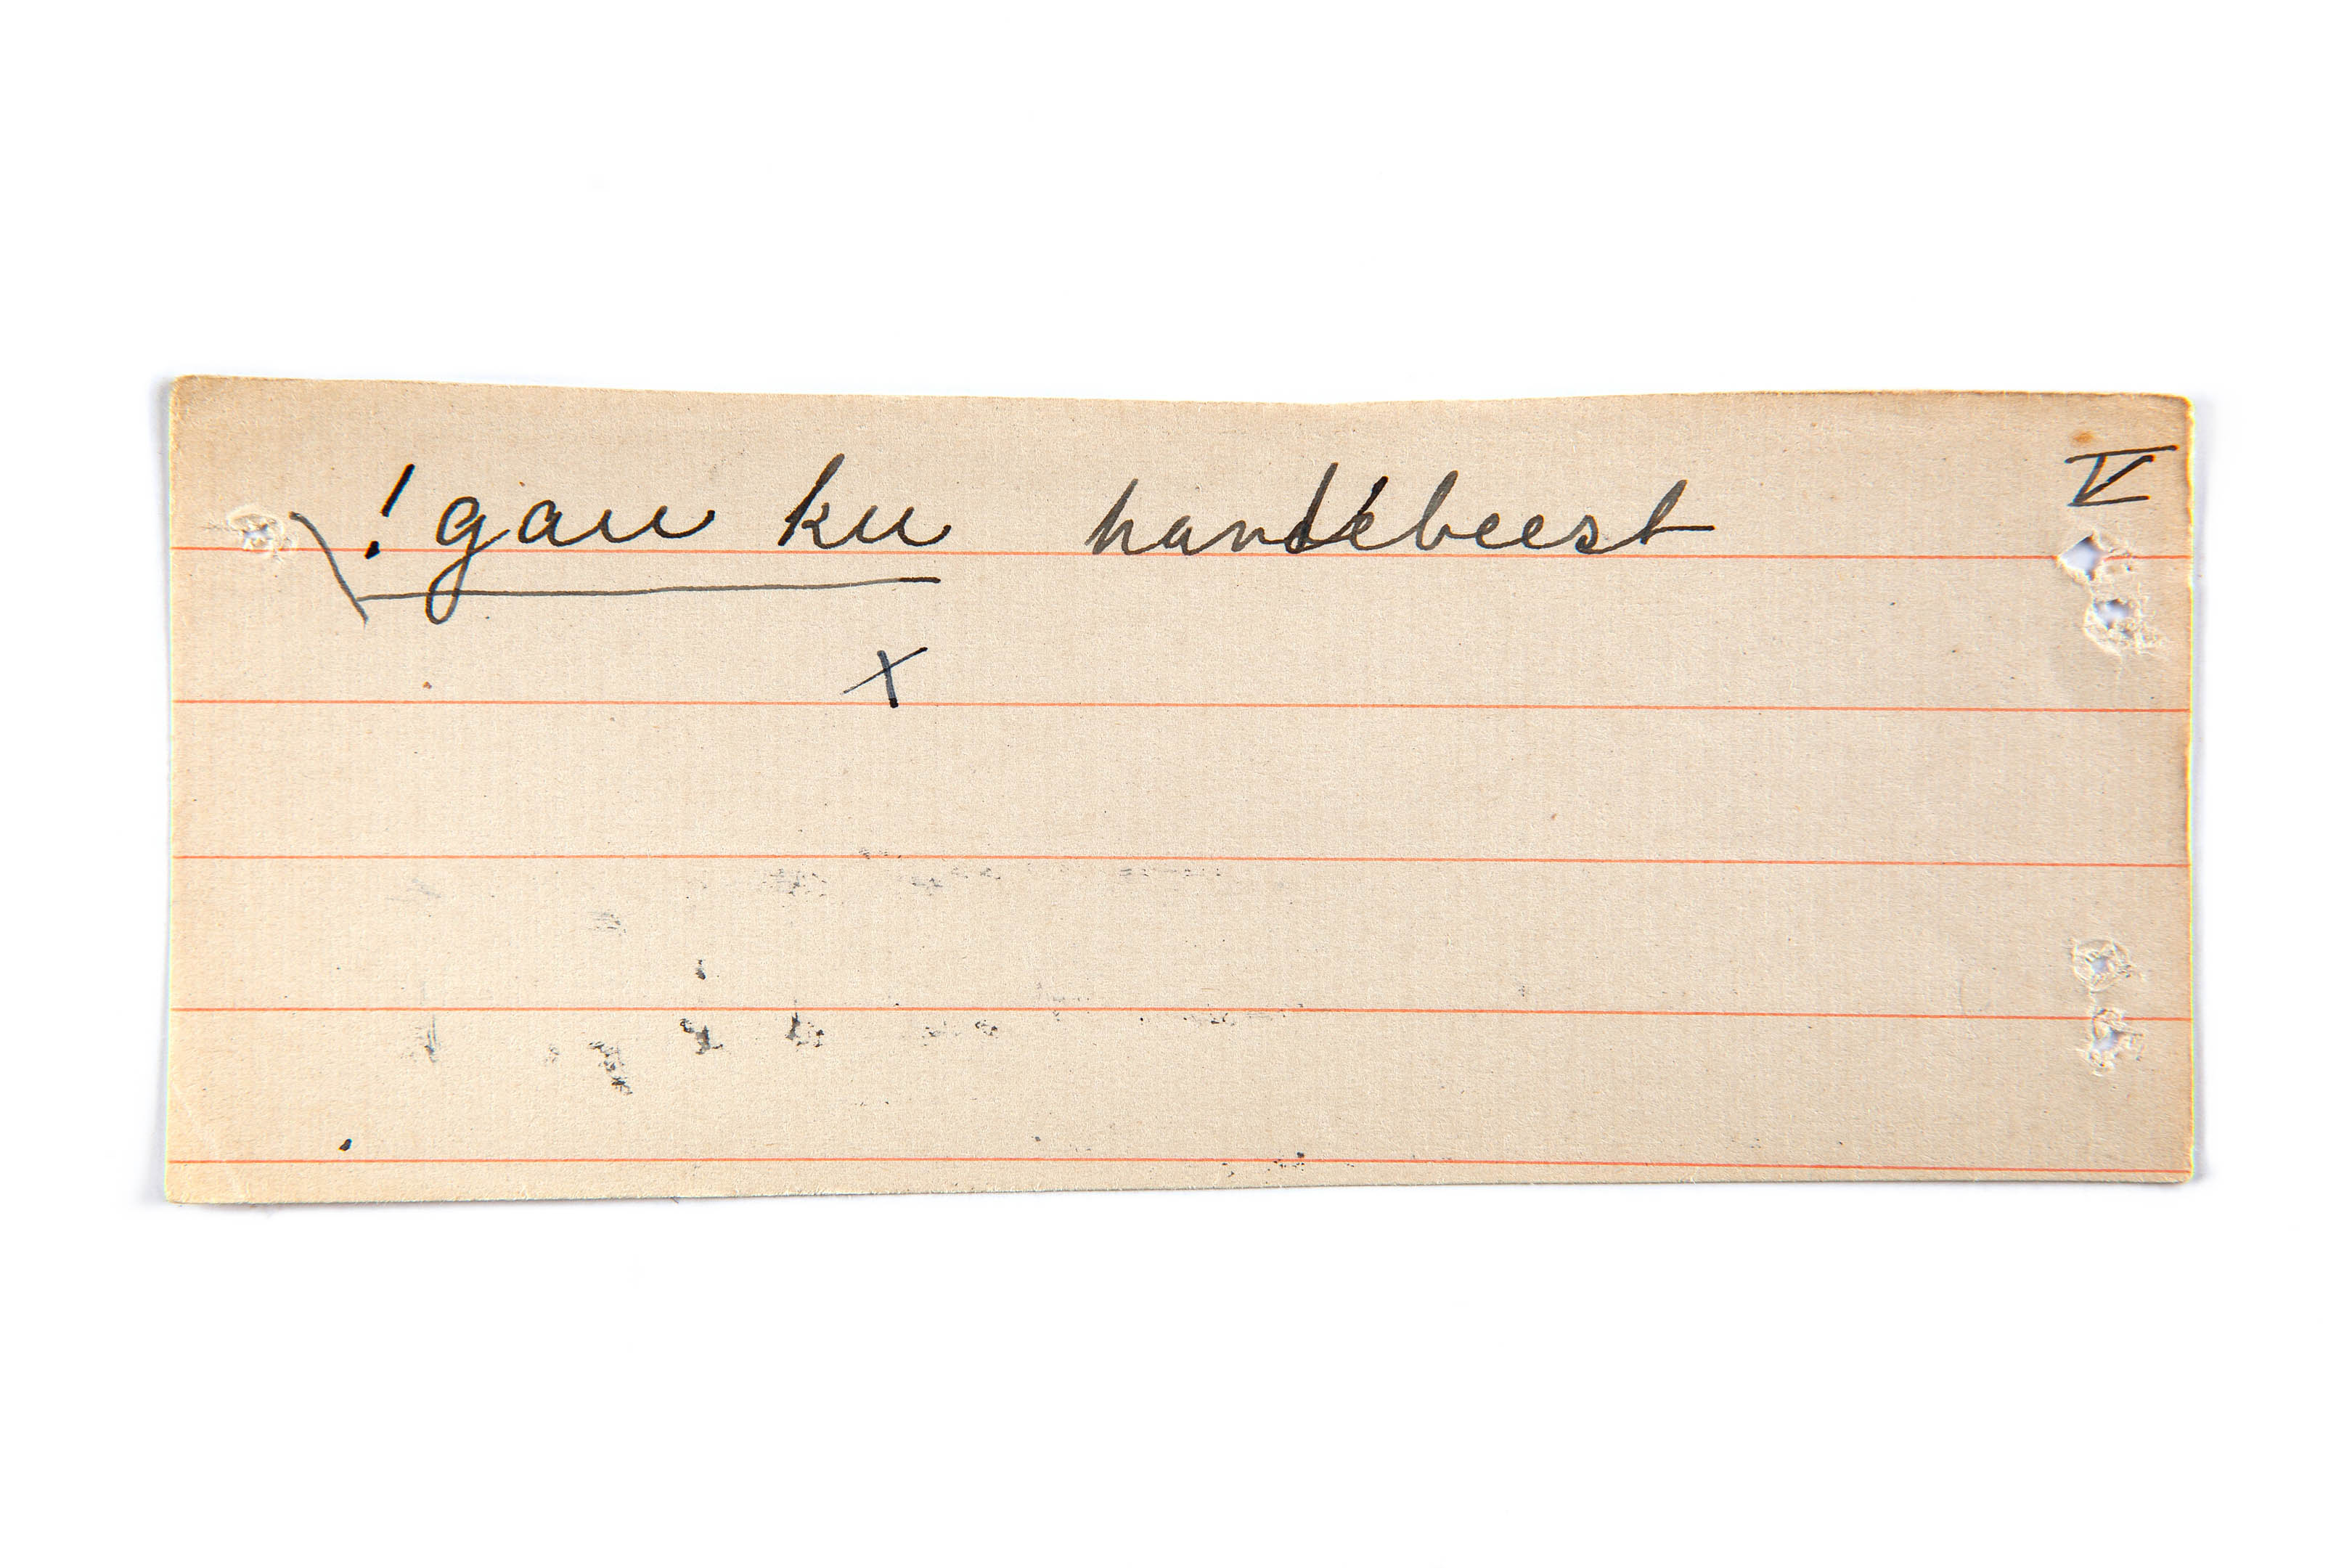 \ !gau ku hartebeest V
x